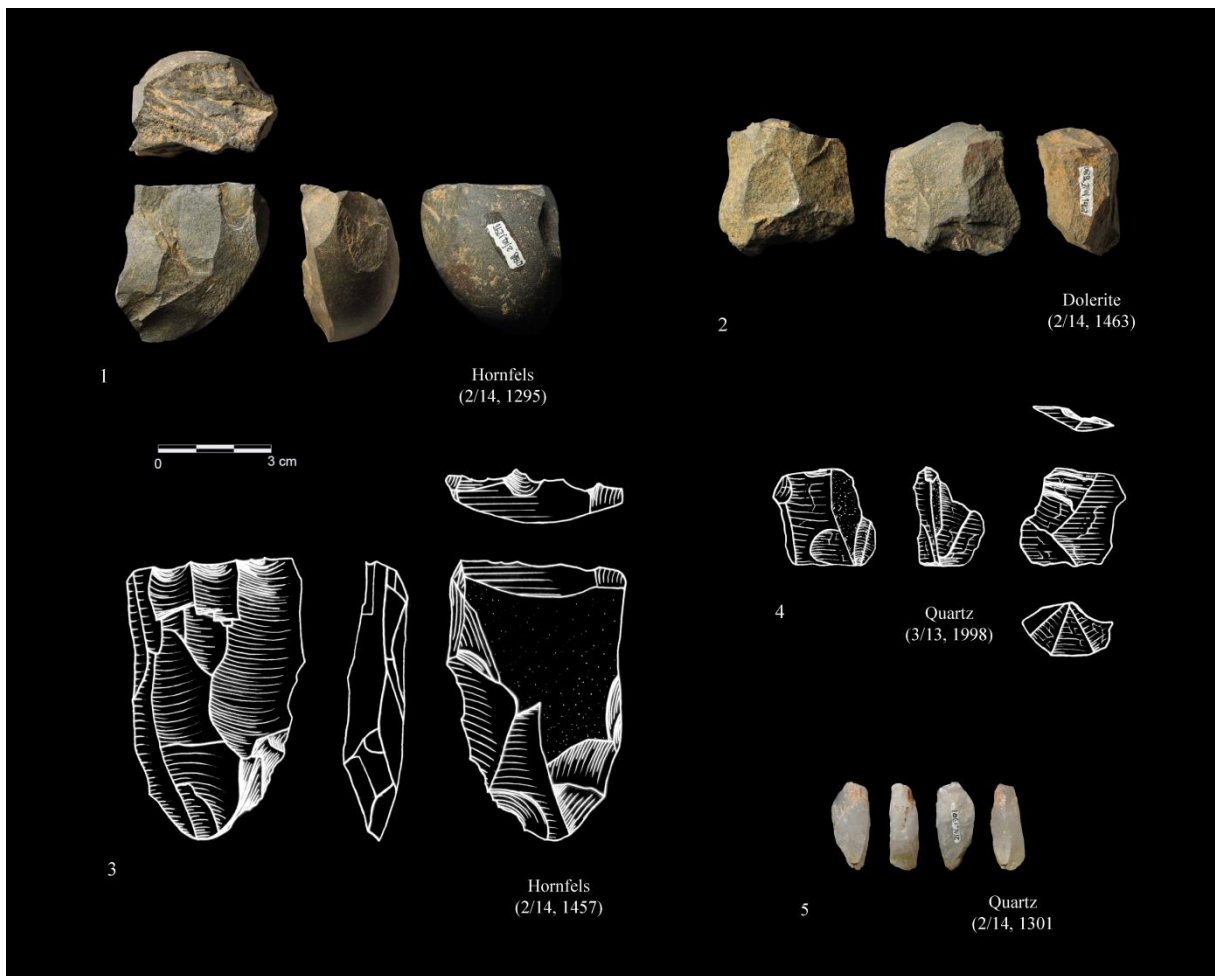 1
Hornfels
(2/14, 1295)
2
Dolerite
(2/14, 1463)
0
3 cm
3
Hornfels
(2/14, 1457)
4
Quartz
(3/13, 1998)
5
Quartz
(2/14, 1301